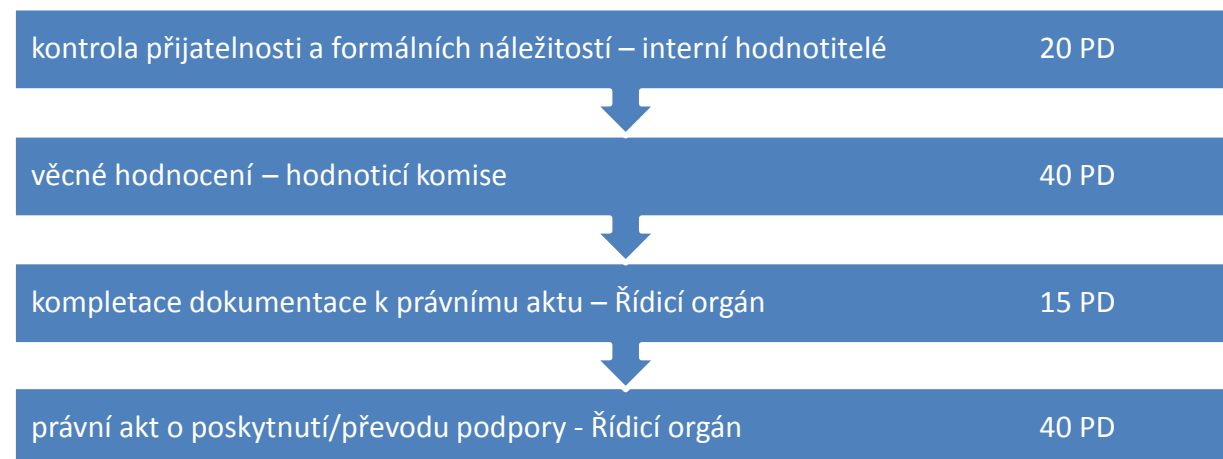 kontrola přijatelnosti a formálních náležitostí – interní hodnotitelé 20 PD
věcné hodnocení – hodnoticí komise 40 PD
kompletace dokumentace k právnímu aktu – Řídicí orgán 15 PD
právní akt o poskytnutí/převodu podpory - Řídicí orgán 40 PD